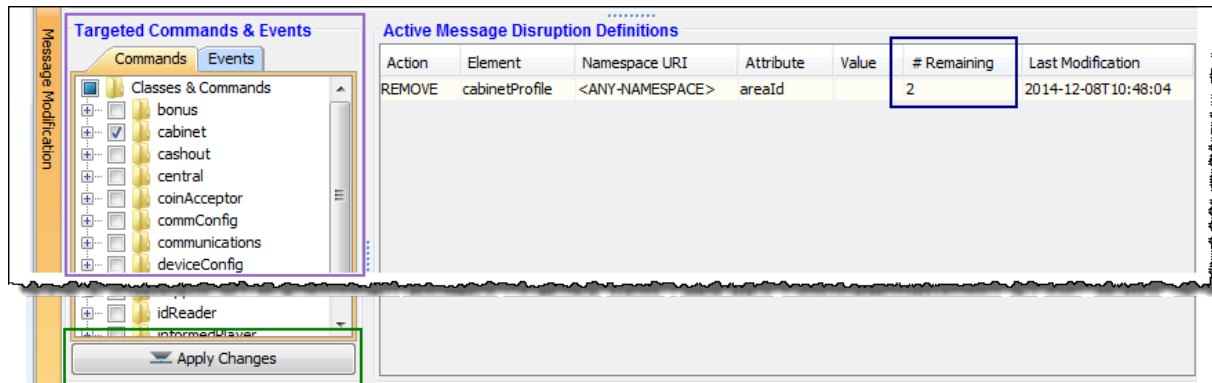 Message Modification
Targeted Commands & Events
Commands Events
Classes & Commands
bonus
cabinet
cashout
central
coinAcceptor
commConfig
communications
deviceConfig
idReader
informedPlayer
Apply Changes
Active Message Disruption Definitions
Action Element Namespace URI Attribute Value # Remaining Last Modification
REMOVE cabinetProfile <ANY-NAMESPACE> areaId 2 2014-12-08T10:48:04